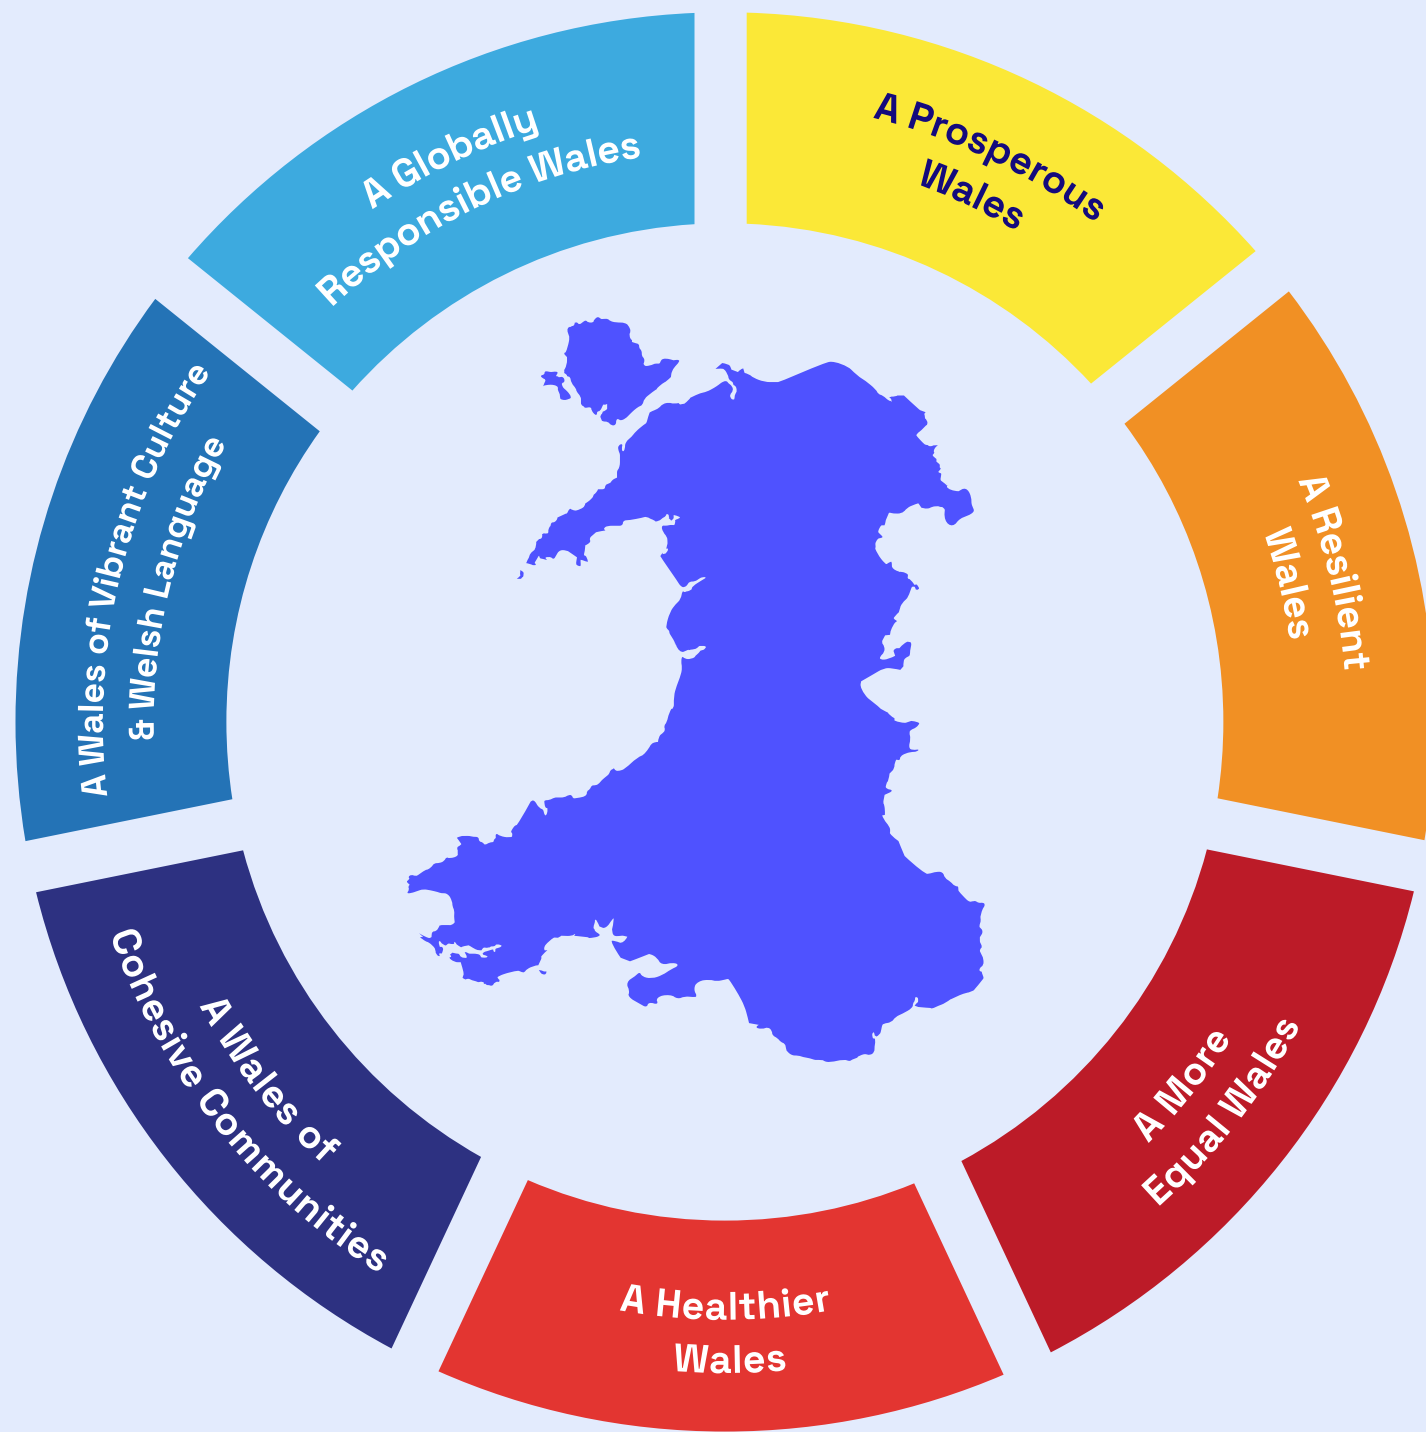 A Prosperous
Wales
A Resilient
Wales
A More
Equal Wales
A Healthier
Wales
A Wales of
Cohesive Communities
A Wales of Vibrant Culture
& Welsh Language
A Globally
Responsible Wales